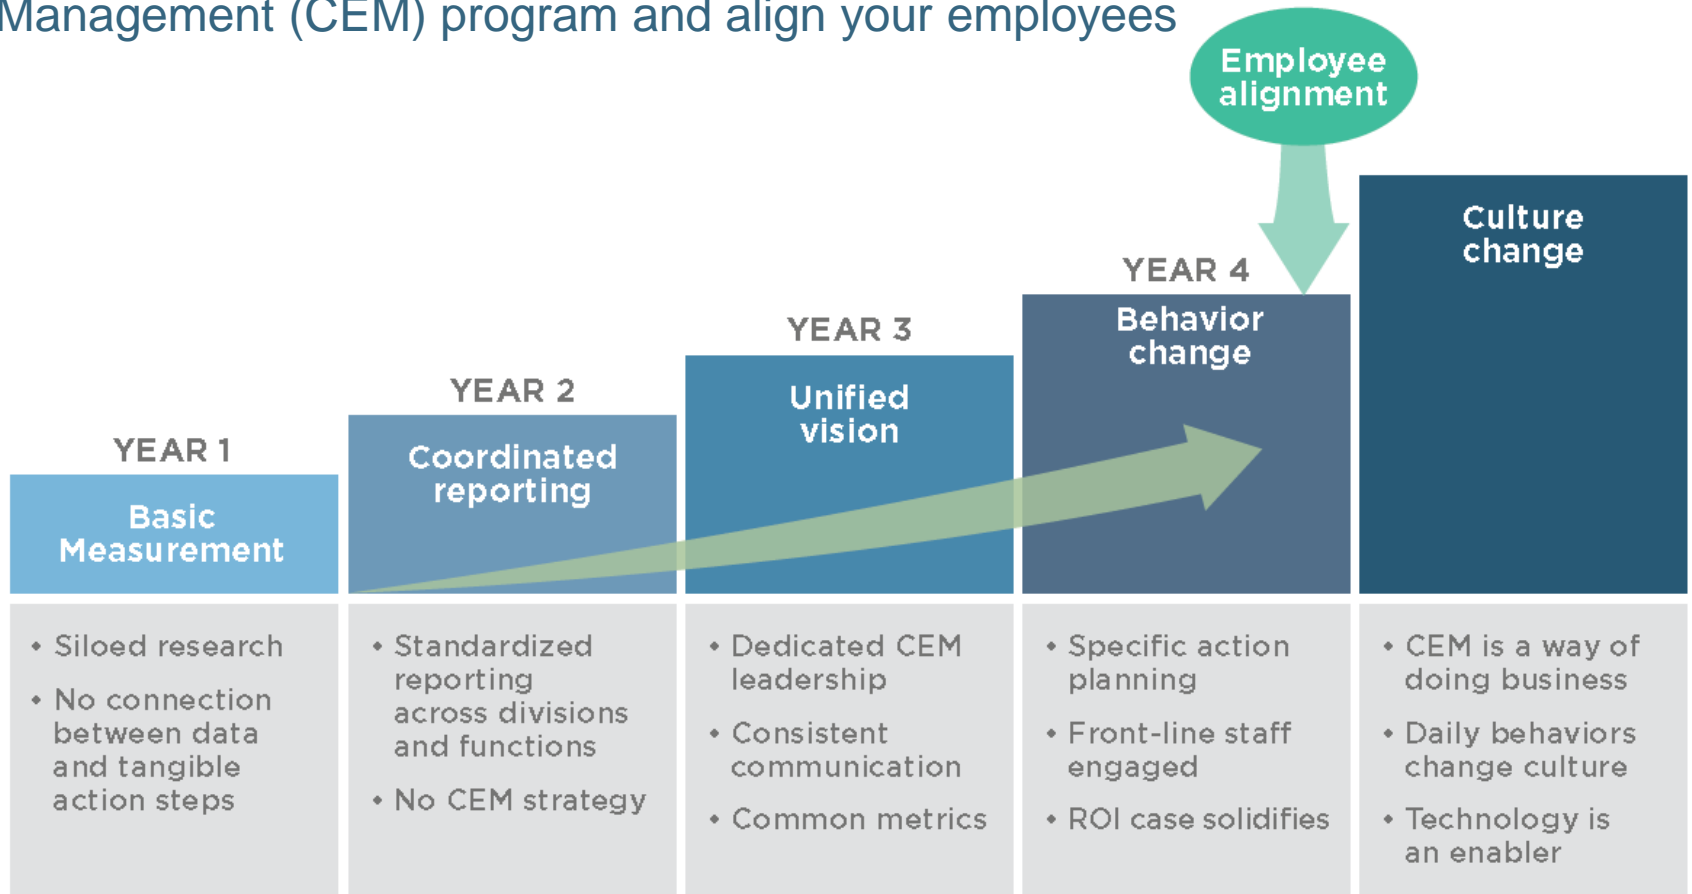 Management (CEM) program and align your employees
Employee
alignment
YEAR 1
Basic
Measurement
• Siloed research
• No connection
between data
and tangible
action steps
YEAR 2
Coordinated
reporting
• Standardized
reporting
across divisions
and functions
• No CEM strategy
YEAR 3
Unified
vision
• Dedicated CEM
leadership
• Consistent
communication
• Common metrics
YEAR 4
Behavior
change
• Specific action
planning
• Front-line staff
engaged
• ROI case solidifies
Culture
change
• CEM is a way of
doing business
• Daily behaviors
change culture
• Technology is
an enabler